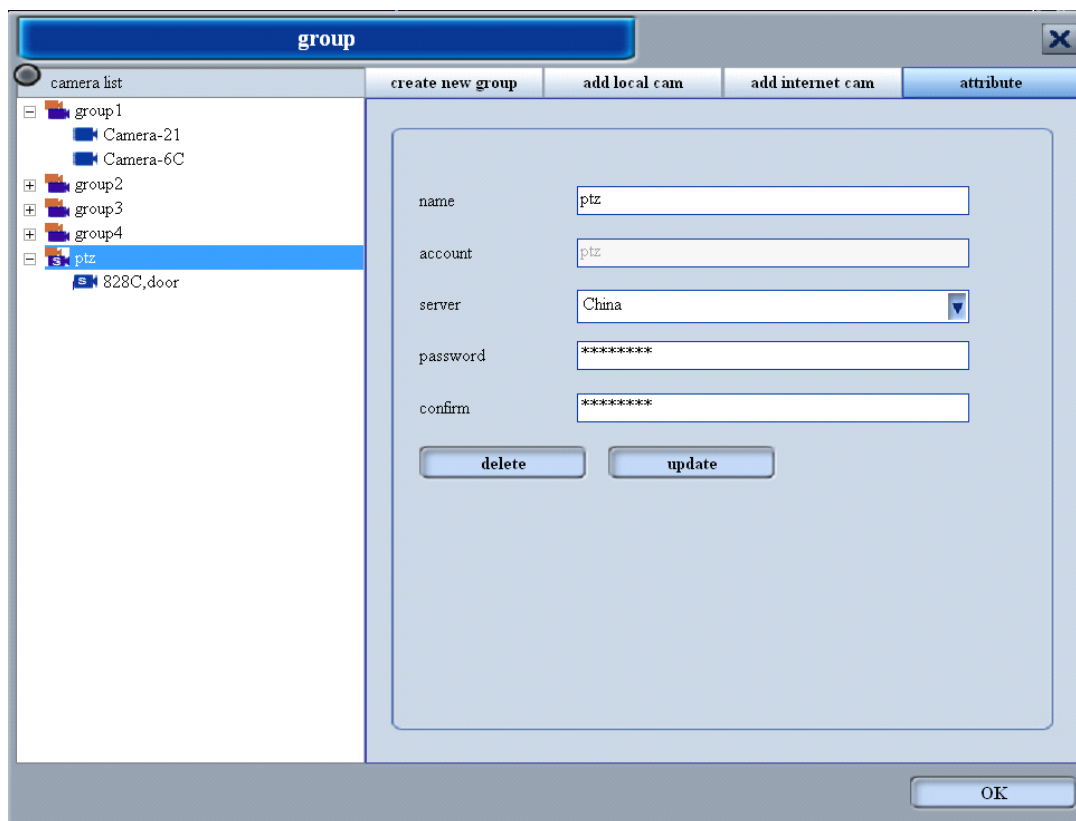 group
camera list
create new group
add local cam
add internet cam
attribute
group1
Camera-21
Camera-6C
group2
group3
group4
ptz
828C,door
name
ptz
account
ptz
server
China
password
********
confirm
********
delete
update
OK